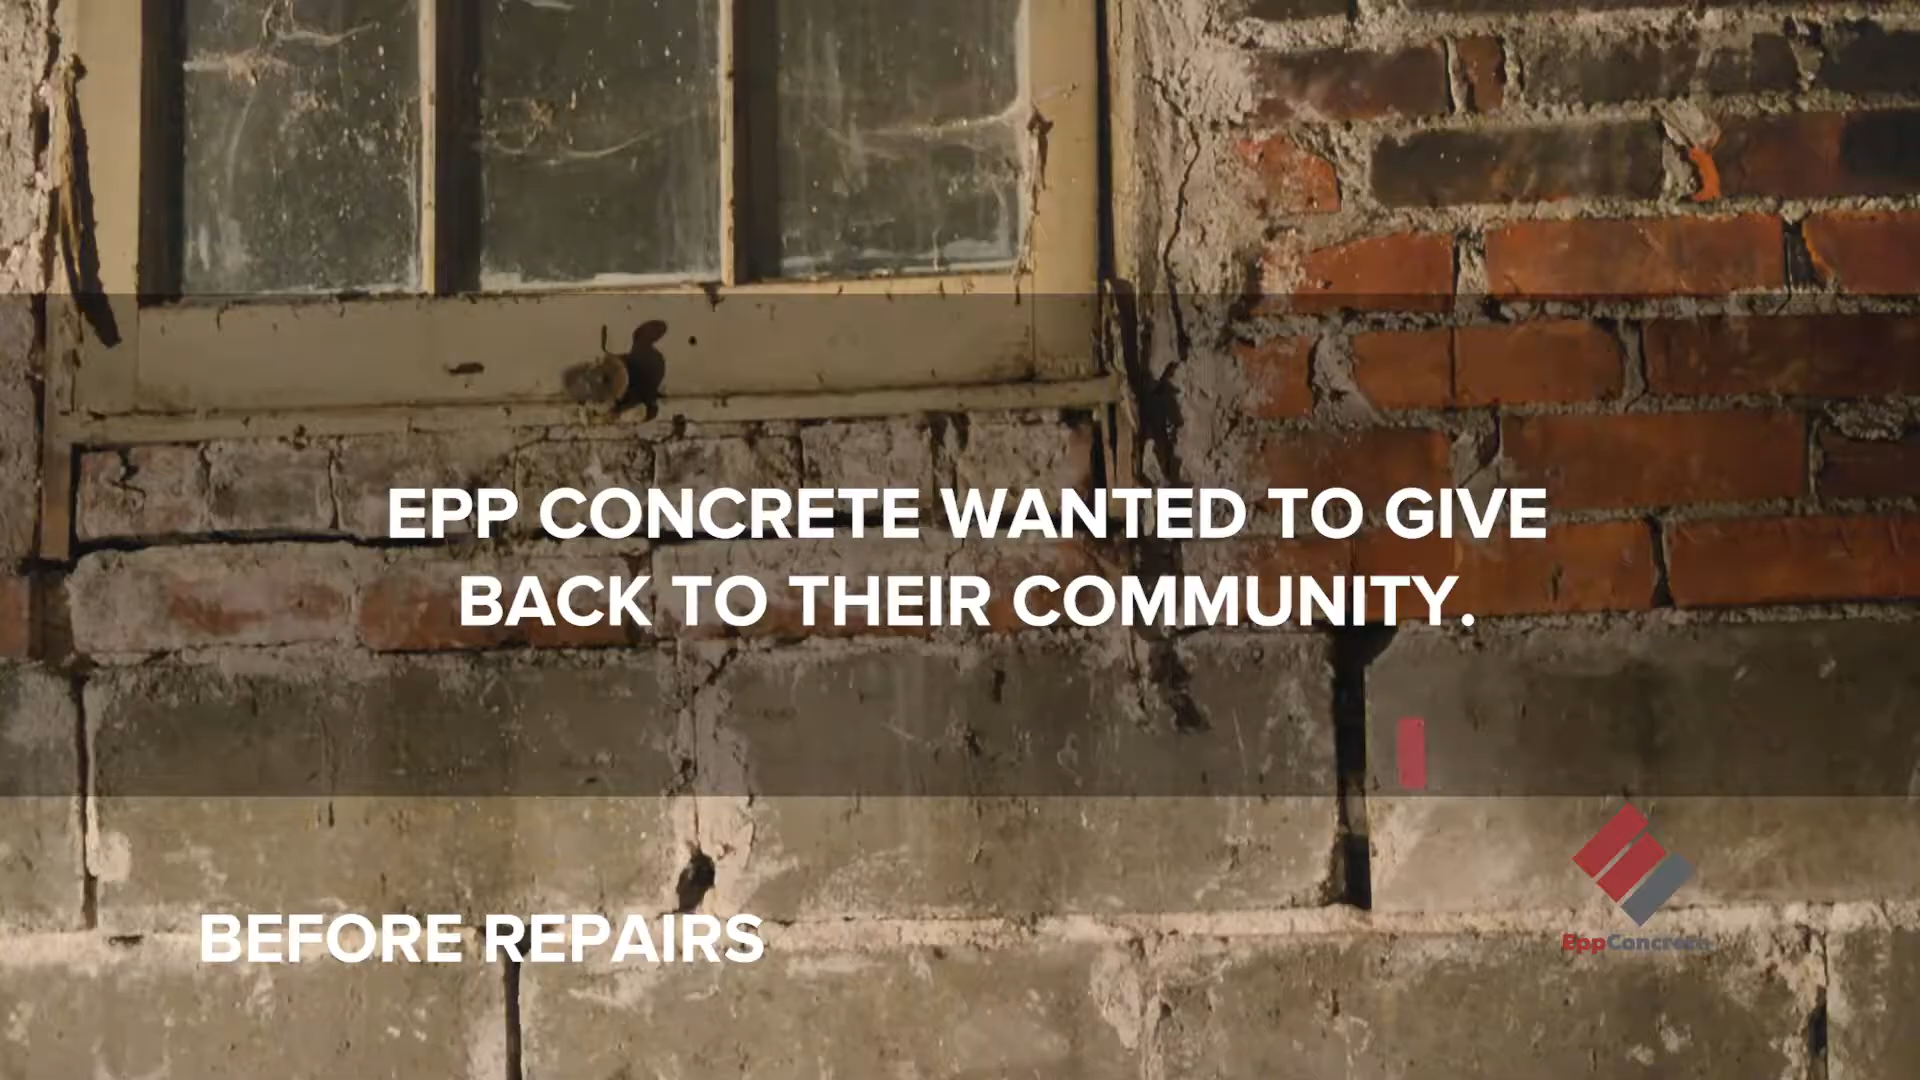 EPP CONCRETE WANTED TO GIVE
BACK TO THEIR COMMUNITY.
BEFORE REPAIRS
EppConcrete